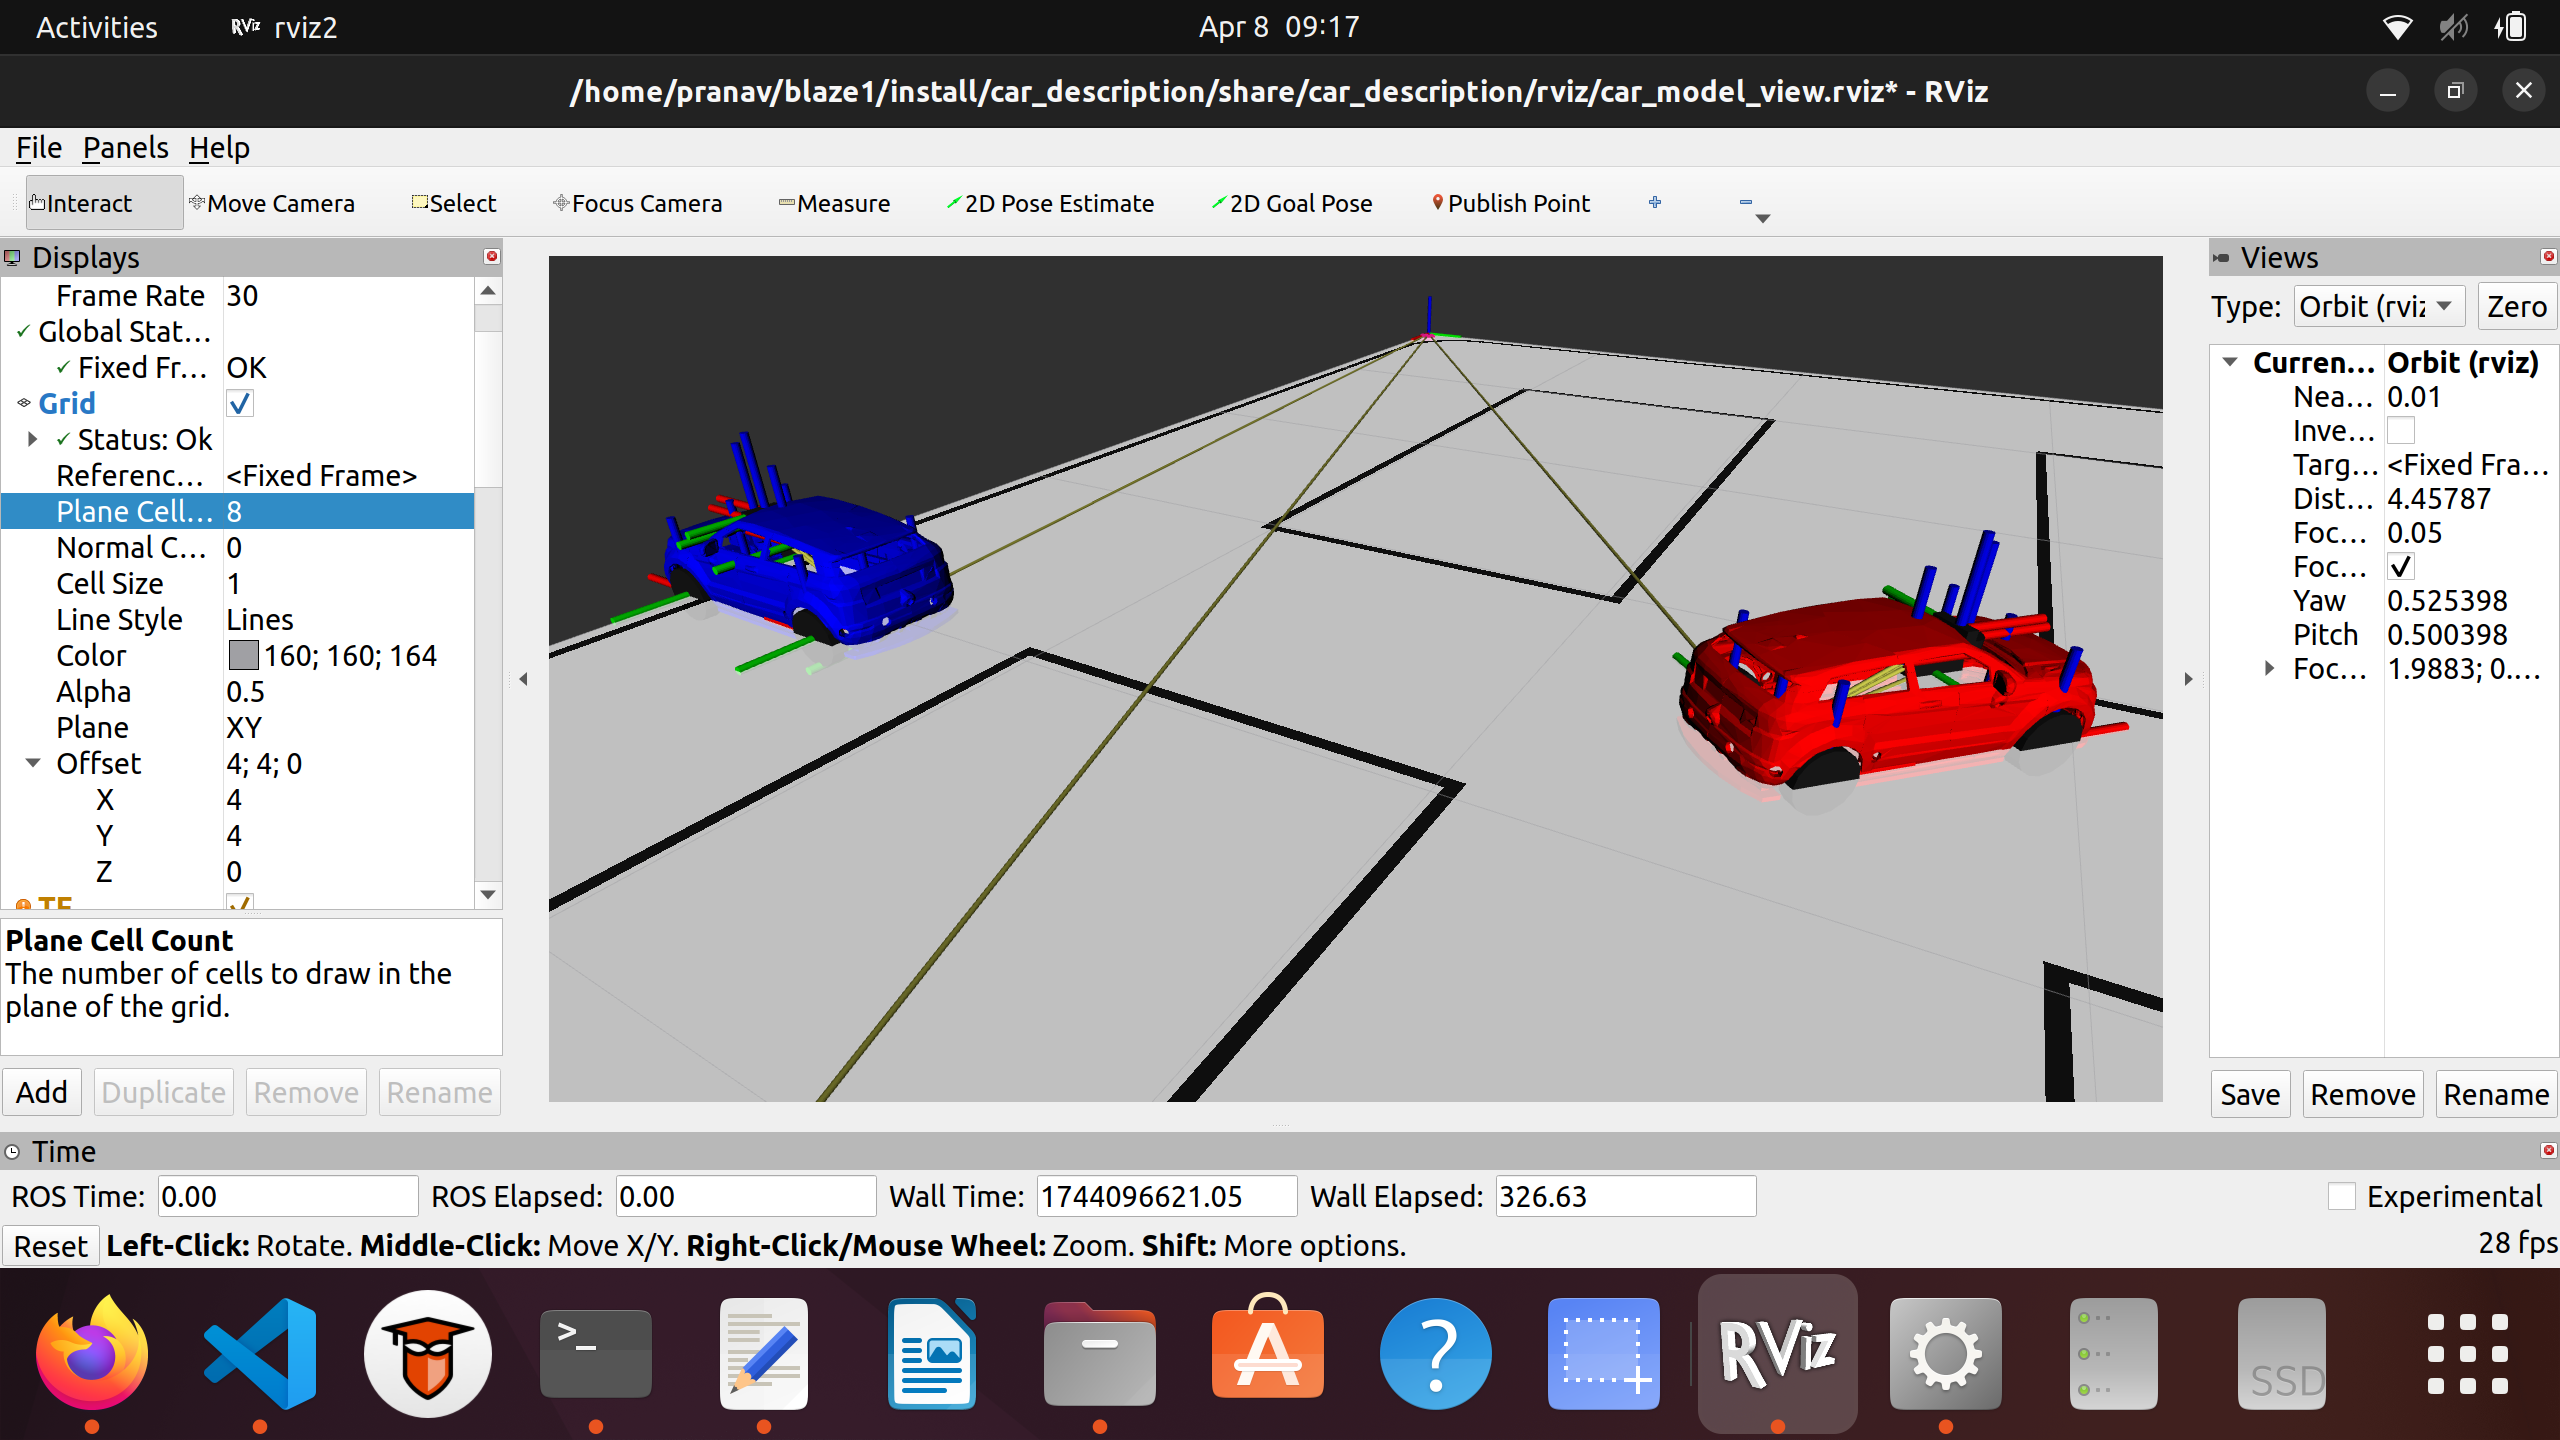 Activities RViz rviz2 Apr 8 09:17
/home/pranav/blaze1/install/car_description/share/car_description/rviz/car_model_view.rviz* - RViz
File Panels Help
Interact Move Camera Select Focus Camera Measure 2D Pose Estimate 2D Goal Pose Publish Point
Displays
Frame Rate 30
Global Stat...
Fixed Fr... OK
Grid
Status: Ok
Referenc... <Fixed Frame>
Plane Cell... 8
Normal C... 0
Cell Size 1
Line Style Lines
Color 160; 160; 164
Alpha 0.5
Plane XY
Offset 4; 4; 0
X 4
Y 4
Z 0
TF
Plane Cell Count
The number of cells to draw in the
plane of the grid.
Add Duplicate Remove Rename
Views
Type: Orbit (rviz Zero
Curren... Orbit (rviz)
Nea... 0.01
Inve...
Targ... <Fixed Fra...
Dist... 4.45787
Foc... 0.05
Foc...
Yaw 0.525398
Pitch 0.500398
Foc... 1.9883; 0....
Save Remove Rename
Time
ROS Time: 0.00 ROS Elapsed: 0.00 Wall Time: 1744096621.05 Wall Elapsed: 326.63 Experimental
Reset Left-Click: Rotate. Middle-Click: Move X/Y. Right-Click/Mouse Wheel: Zoom. Shift: More options. 28 fps
>_ A ? RViz SSD